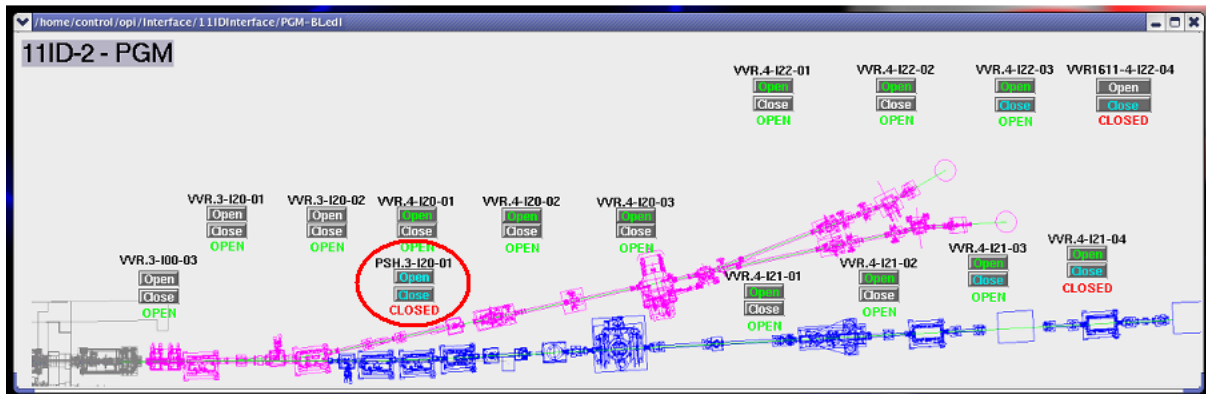 /home/control/opi/Interface/11IDInterface/PGM-BL.edl
11ID-2 - PGM
VVR.4-I22-01
Open
Close
OPEN
VVR.4-I22-02
Open
Close
OPEN
VVR.4-I22-03
Open
Close
OPEN
VVR1611-4-I22-04
Open
Close
CLOSED
VVR.3-I20-01
Open
Close
OPEN
VVR.3-I20-02
Open
Close
OPEN
VVR.4-I20-01
Open
Close
OPEN
VVR.4-I20-02
Open
Close
OPEN
VVR.4-I20-03
Open
Close
OPEN
VVR.3-I00-03
Open
Close
OPEN
PSH.3-I20-01
Open
Close
CLOSED
VVR.4-I21-01
Open
Close
OPEN
VVR.4-I21-02
Open
Close
OPEN
VVR.4-I21-03
Open
Close
OPEN
VVR.4-I21-04
Open
Close
CLOSED